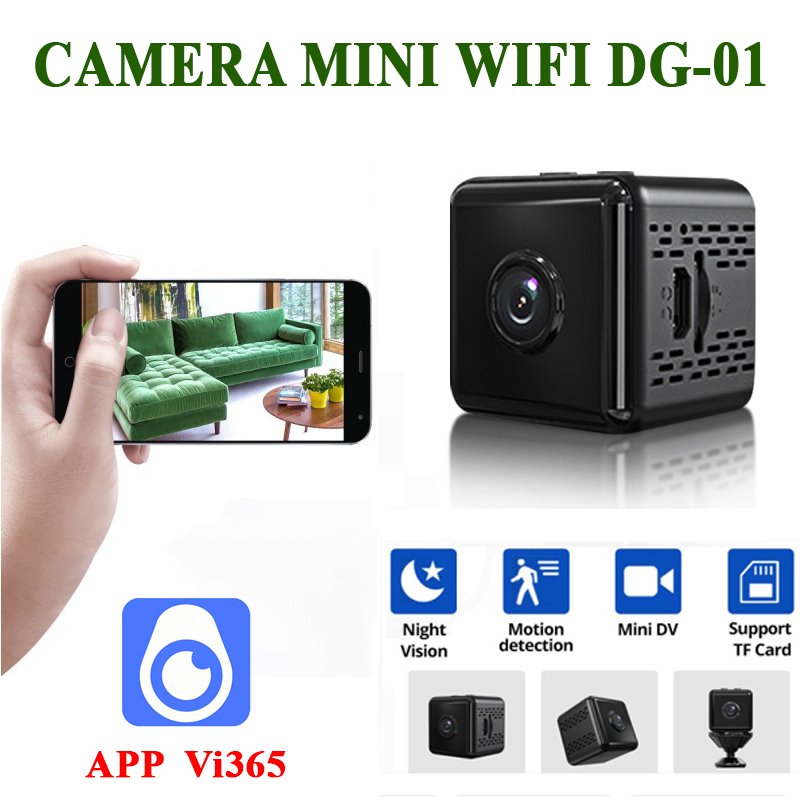 CAMERA MINI WIFI DG-01
Night
Vision
Motion
detection
Mini DV
Support
TF Card
APP Vi365